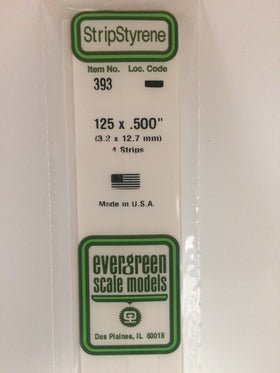 StripStyrene
Item No. Loc. Code
393
125 x .500"
(3.2 x 12.7 mm)
4 Strips
Made in U.S.A.
evergreen
scale models
Des Plaines, IL 60018